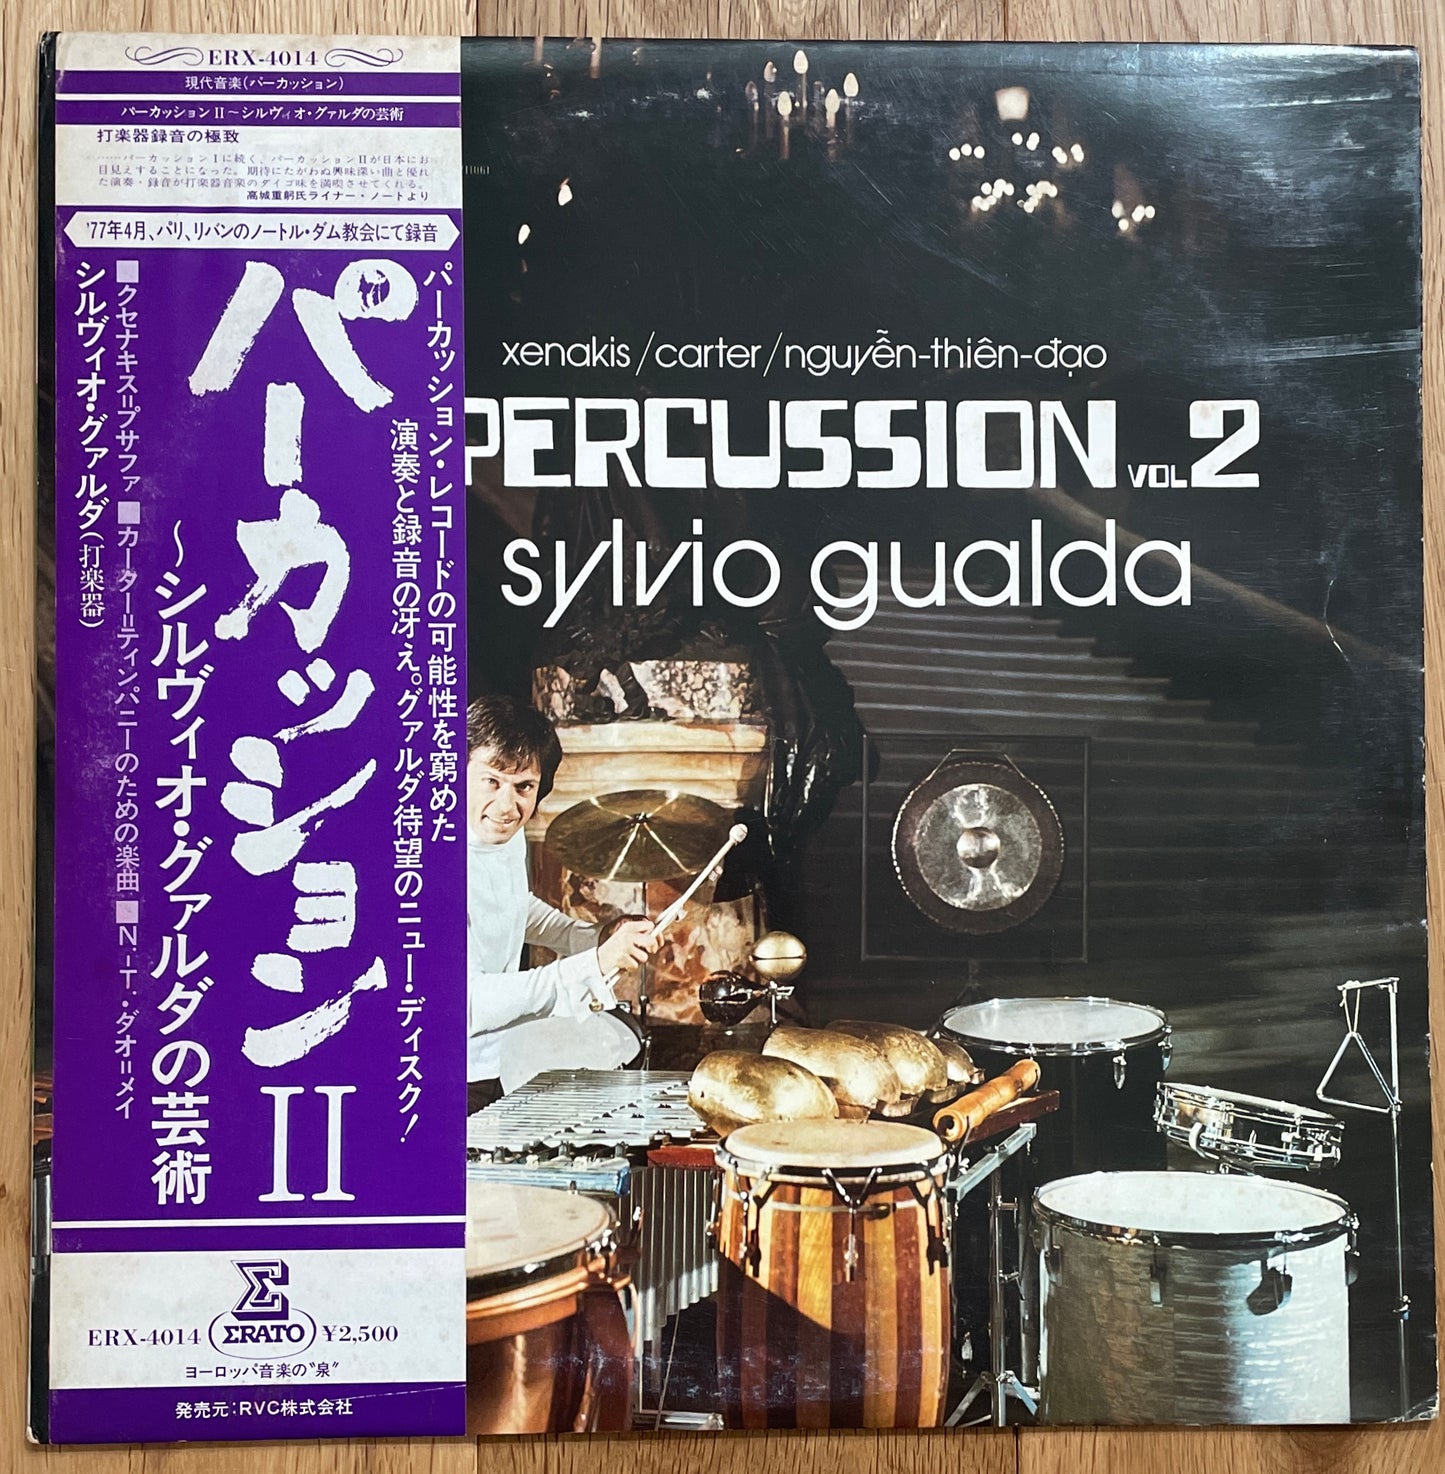 ERX-4014
現代音楽(パーカッション)
パーカッションⅡ～シルヴィオ・グァルダの芸術
打楽器録音の極致
……パーカッションⅠに続く、パーカッションⅡが日本にお
目見えすることになった。期待にたがわぬ興味深い曲と優れ
た演奏・録音が打楽器音楽のダイゴ味を満喫させてくれる。
高城重躬氏ライナー・ノートより
'77年4月、パリ、リバンのノートル・ダム教会にて録音
パーカッション・レコードの可能性を窮めた
演奏と録音の冴え。グァルダ待望のニュー・ディスク!
パーカッションⅡ
～シルヴィオ・グァルダの芸術
■クセナキス=プサファ ■カーター=ティンパニーのための楽曲 ■N.-T.・ダオ=メイ
シルヴィオ・グァルダ(打楽器)
ΣRATO
ERX-4014
¥2,500
ヨーロッパ音楽の"泉"
発売元:RVC株式会社
xenakis/carter/nguyễn-thiên-đạo
PERCUSSION VOL 2
sylvio gualda